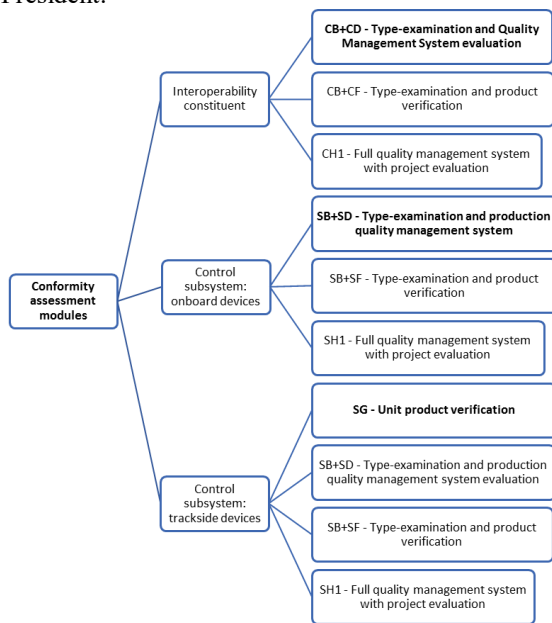 President.
CB+CD - Type-examination and Quality
Management System evaluation
Interoperability
constituent
CB+CF - Type-examination and product
verification
CH1 - Full quality management system
with project evaluation
SB+SD - Type-examination and production
quality management system
Conformity
assessment
modules
Control
subsystem:
onboard devices
SB+SF - Type-examination and product
verification
SH1 - Full quality management system
with project evaluation
SG - Unit product verification
Control
subsystem:
trackside devices
SB+SD - Type-examination and production
quality management system evaluation
SB+SF - Type-examination and product
verification
SH1 - Full quality management system
with project evaluation